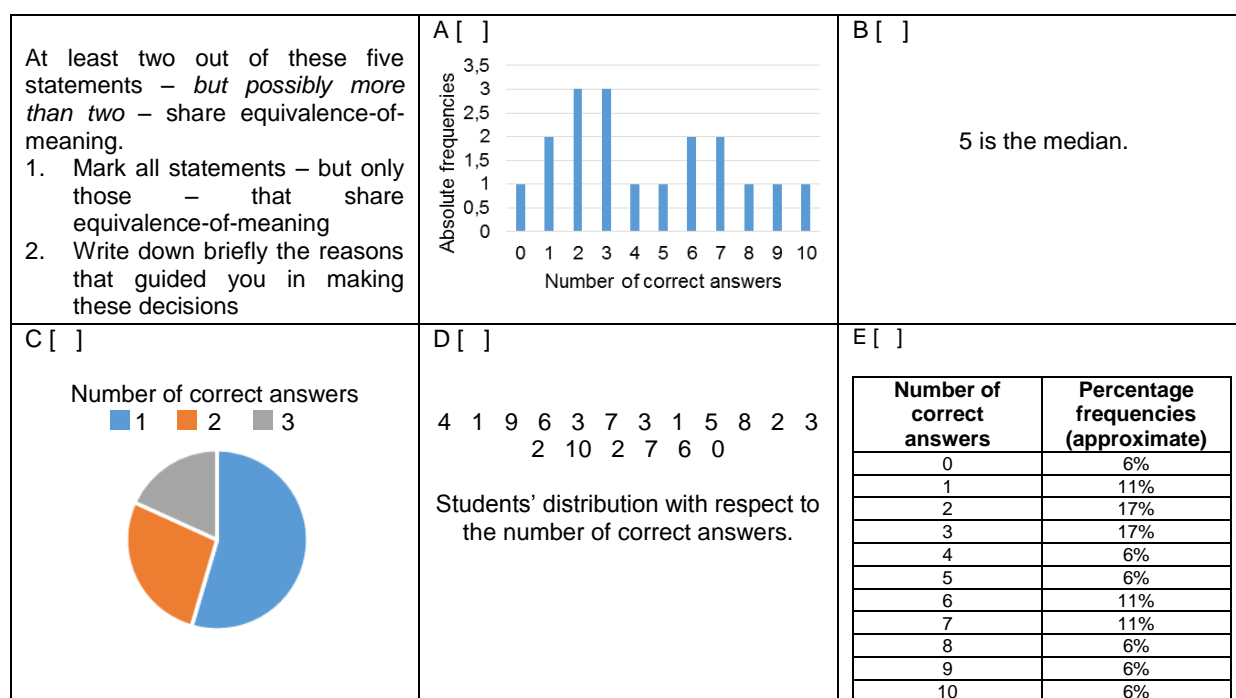 At least two out of these five
statements – but possibly more
than two – share equivalence-of-
meaning.
1. Mark all statements – but only
those – that share
equivalence-of-meaning
2. Write down briefly the reasons
that guided you in making
these decisions
A [ ]
Absolute frequencies
3,5
3
2,5
2
1,5
1
0,5
0
0 1 2 3 4 5 6 7 8 9 10
Number of correct answers
B [ ]
5 is the median.
C [ ]
Number of correct answers
1 2 3
D [ ]
4 1 9 6 3 7 3 1 5 8 2 3
2 10 2 7 6 0
Students' distribution with respect to
the number of correct answers.
E [ ]
Number of correct answers Percentage frequencies (approximate)
0 6%
1 11%
2 17%
3 17%
4 6%
5 6%
6 11%
7 11%
8 6%
9 6%
10 6%